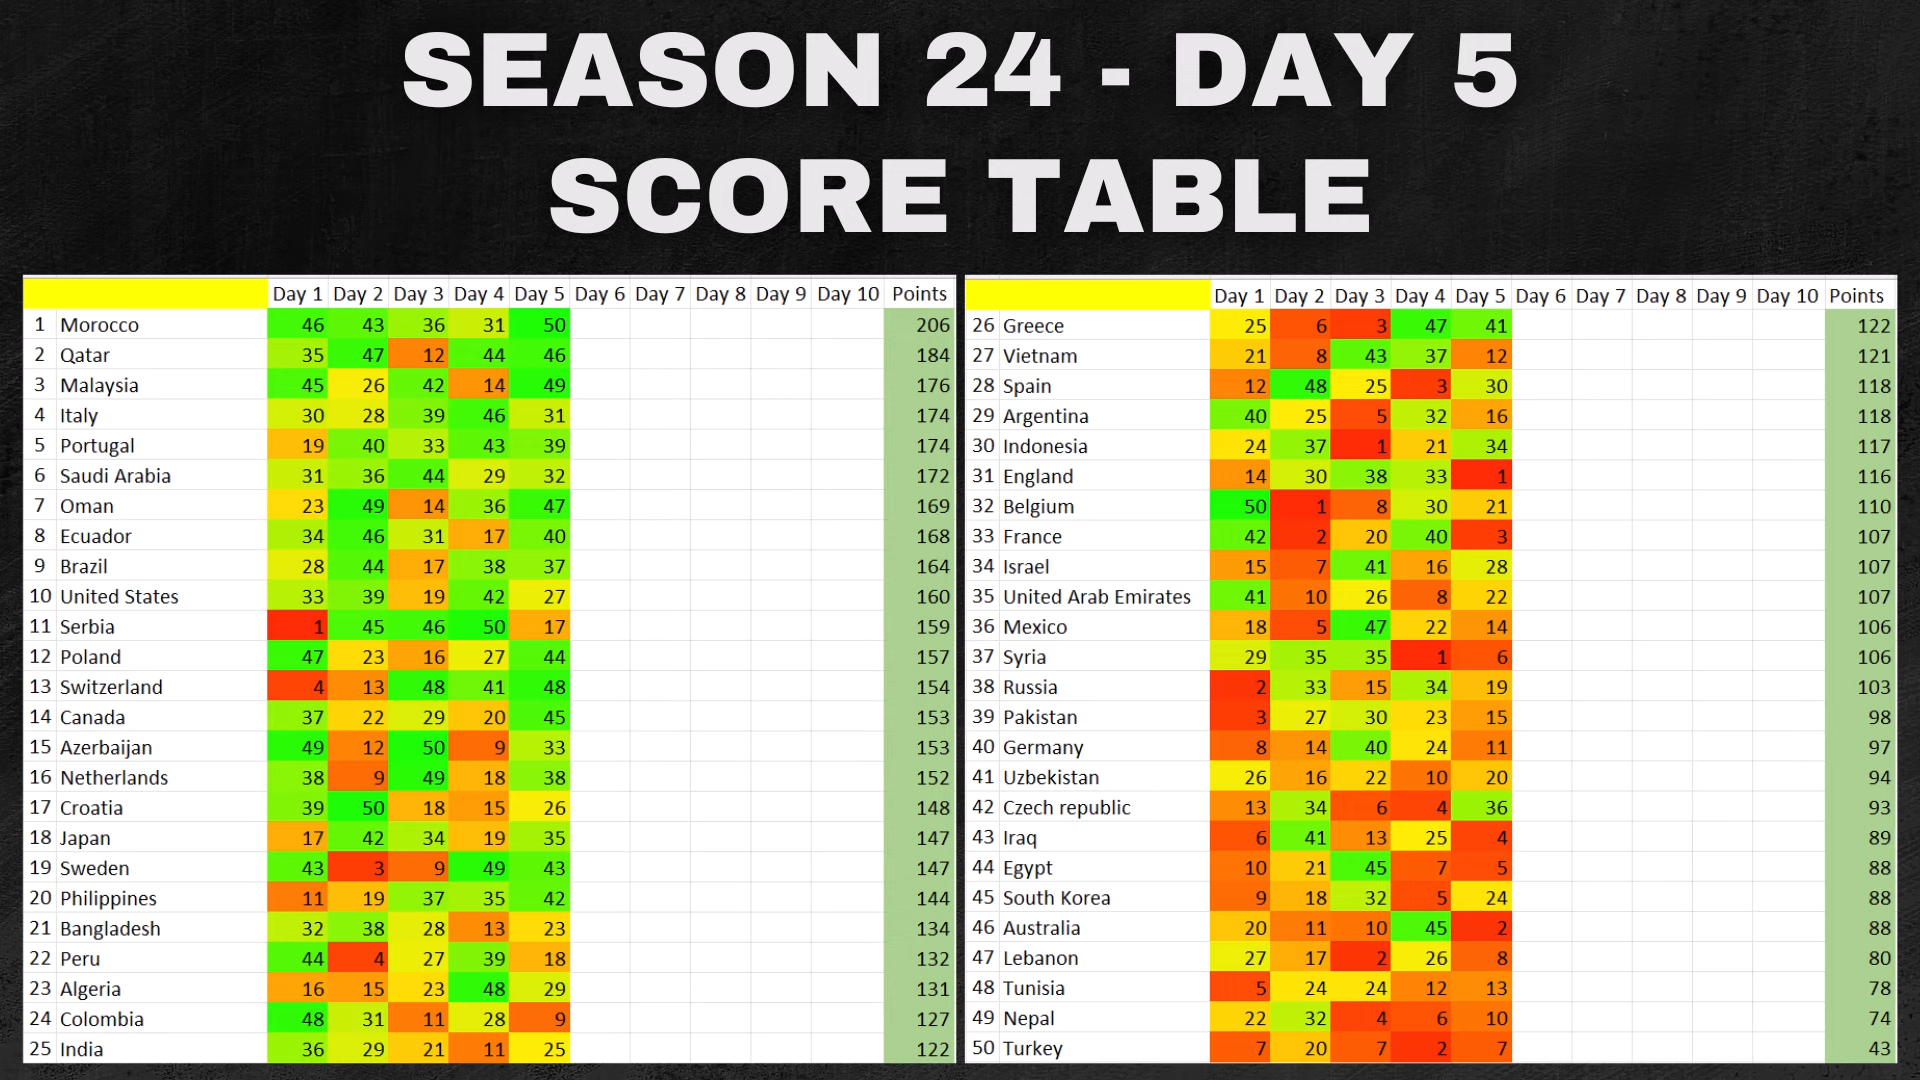 SEASON 24 - DAY 5
SCORE TABLE
Day 1 Day 2 Day 3 Day 4 Day 5 Day 6 Day 7 Day 8 Day 9 Day 10 Points
1 Morocco 46 43 36 31 50 206
2 Qatar 35 47 12 44 46 184
3 Malaysia 45 26 42 14 49 176
4 Italy 30 28 39 46 31 174
5 Portugal 19 40 33 43 39 174
6 Saudi Arabia 31 36 44 29 32 172
7 Oman 23 49 14 36 47 169
8 Ecuador 34 46 31 17 40 168
9 Brazil 28 44 17 38 37 164
10 United States 33 39 19 42 27 160
11 Serbia 1 45 46 50 17 159
12 Poland 47 23 16 27 44 157
13 Switzerland 4 13 48 41 48 154
14 Canada 37 22 29 20 45 153
15 Azerbaijan 49 12 50 9 33 153
16 Netherlands 38 9 49 18 38 152
17 Croatia 39 50 18 15 26 148
18 Japan 17 42 34 19 35 147
19 Sweden 43 3 9 49 43 147
20 Philippines 11 19 37 35 42 144
21 Bangladesh 32 38 28 13 23 134
22 Peru 44 4 27 39 18 132
23 Algeria 16 15 23 48 29 131
24 Colombia 48 31 11 28 9 127
25 India 36 29 21 11 25 122
Day 1 Day 2 Day 3 Day 4 Day 5 Day 6 Day 7 Day 8 Day 9 Day 10 Points
26 Greece 25 6 3 47 41 122
27 Vietnam 21 8 43 37 12 121
28 Spain 12 48 25 3 30 118
29 Argentina 40 25 5 32 16 118
30 Indonesia 24 37 1 21 34 117
31 England 14 30 38 33 1 116
32 Belgium 50 1 8 30 21 110
33 France 42 2 20 40 3 107
34 Israel 15 7 41 16 28 107
35 United Arab Emirates 41 10 26 8 22 107
36 Mexico 18 5 47 22 14 106
37 Syria 29 35 35 1 6 106
38 Russia 2 33 15 34 19 103
39 Pakistan 3 27 30 23 15 98
40 Germany 8 14 40 24 11 97
41 Uzbekistan 26 16 22 10 20 94
42 Czech republic 13 34 6 4 36 93
43 Iraq 6 41 13 25 4 89
44 Egypt 10 21 45 7 5 88
45 South Korea 9 18 32 5 24 88
46 Australia 20 11 10 45 2 88
47 Lebanon 27 17 2 26 8 80
48 Tunisia 5 24 24 12 13 78
49 Nepal 22 32 4 6 10 74
50 Turkey 7 20 7 2 7 43